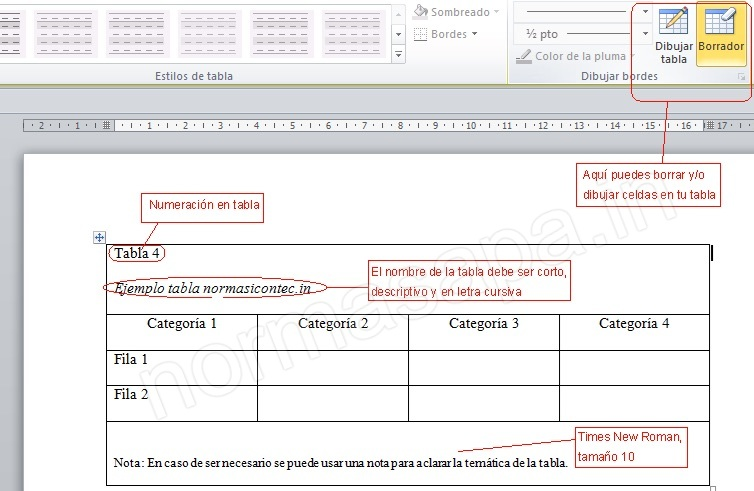 Sombreado
Bordes
Estilos de tabla
½ pto
Color de la pluma
Dibujar bordes
Dibujar
tabla
Borrador
2 1 1 1 2 3 4 5 6 7 8 9 10 11 12 13 14 15 16 17
Aquí puedes borrar y/o
dibujar celdas en tu tabla
Numeración en tabla
Tabla 4
El nombre de la tabla debe ser corto,
descriptivo y en letra cursiva
Ejemplo tabla normasicontec.in
Categoría 1 Categoría 2 Categoría 3 Categoría 4
Fila 1
Fila 2
Times New Roman,
tamaño 10
Nota: En caso de ser necesario se puede usar una nota para aclarar la temática de la tabla.
normasapa.in